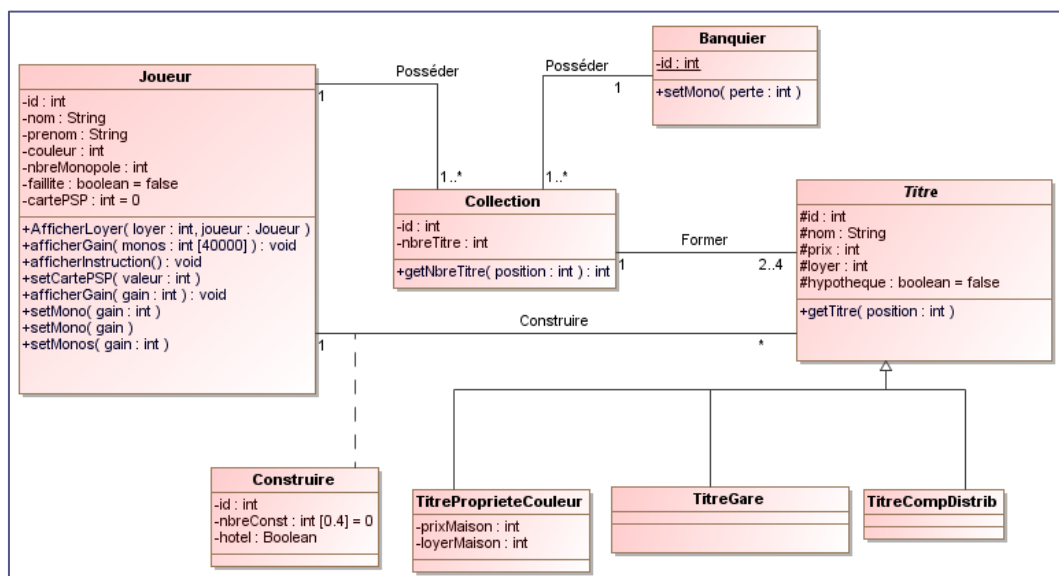 Joueur
-id : int
-nom : String
-prenom : String
-couleur : int
-nbreMonopole : int
-faillite : boolean = false
-cartePSP : int = 0
+AfficherLoyer( loyer : int, joueur : Joueur )
+afficherGain( monos : int [40000] ) : void
+afficherInstruction() : void
+setCartePSP( valeur : int )
+afficherGain( gain : int ) : void
+setMono( gain : int )
+setMono( gain )
+setMonos( gain : int )
Posséder
1
1..*
Posséder
1
1..*
Banquier
-id : int
+setMono( perte : int )
Collection
-id : int
-nbreTitre : int
+getNbreTitre( position : int ) : int
Former
1
2..4
Titre
#id : int
#nom : String
#prix : int
#loyer : int
#hypotheque : boolean = false
+getTitre( position : int )
Construire
1
*
Construire
-id : int
-nbreConst : int [0.4] = 0
-hotel : Boolean
TitreProprieteCouleur
-prixMaison : int
-loyerMaison : int
TitreGare
TitreCompDistrib